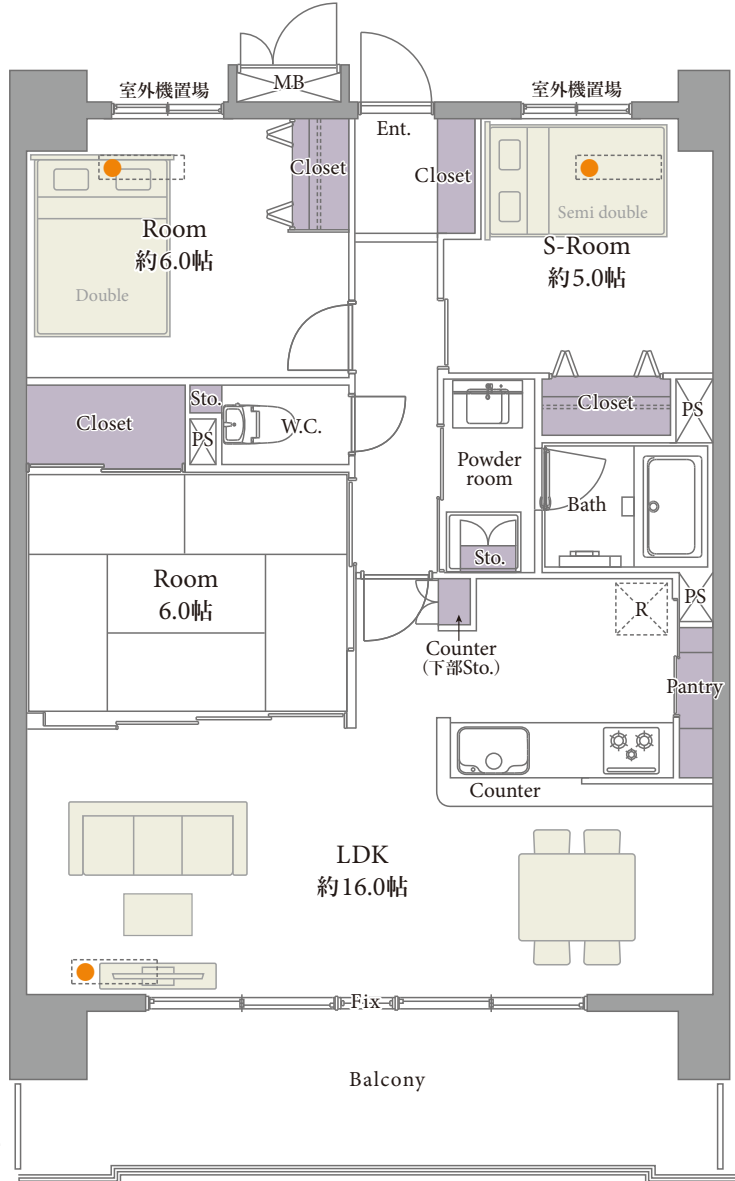 室外機置場
MB
室外機置場
Ent.
Closet
Closet
Semi double
Room
約6.0帖
S-Room
約5.0帖
Double
Closet
Sto.
PS
W.C.
Closet
PS
Powder
room
Bath
Sto.
Room
6.0帖
R
PS
Counter
(下部Sto.)
Pantry
Counter
LDK
約16.0帖
Fix
Balcony